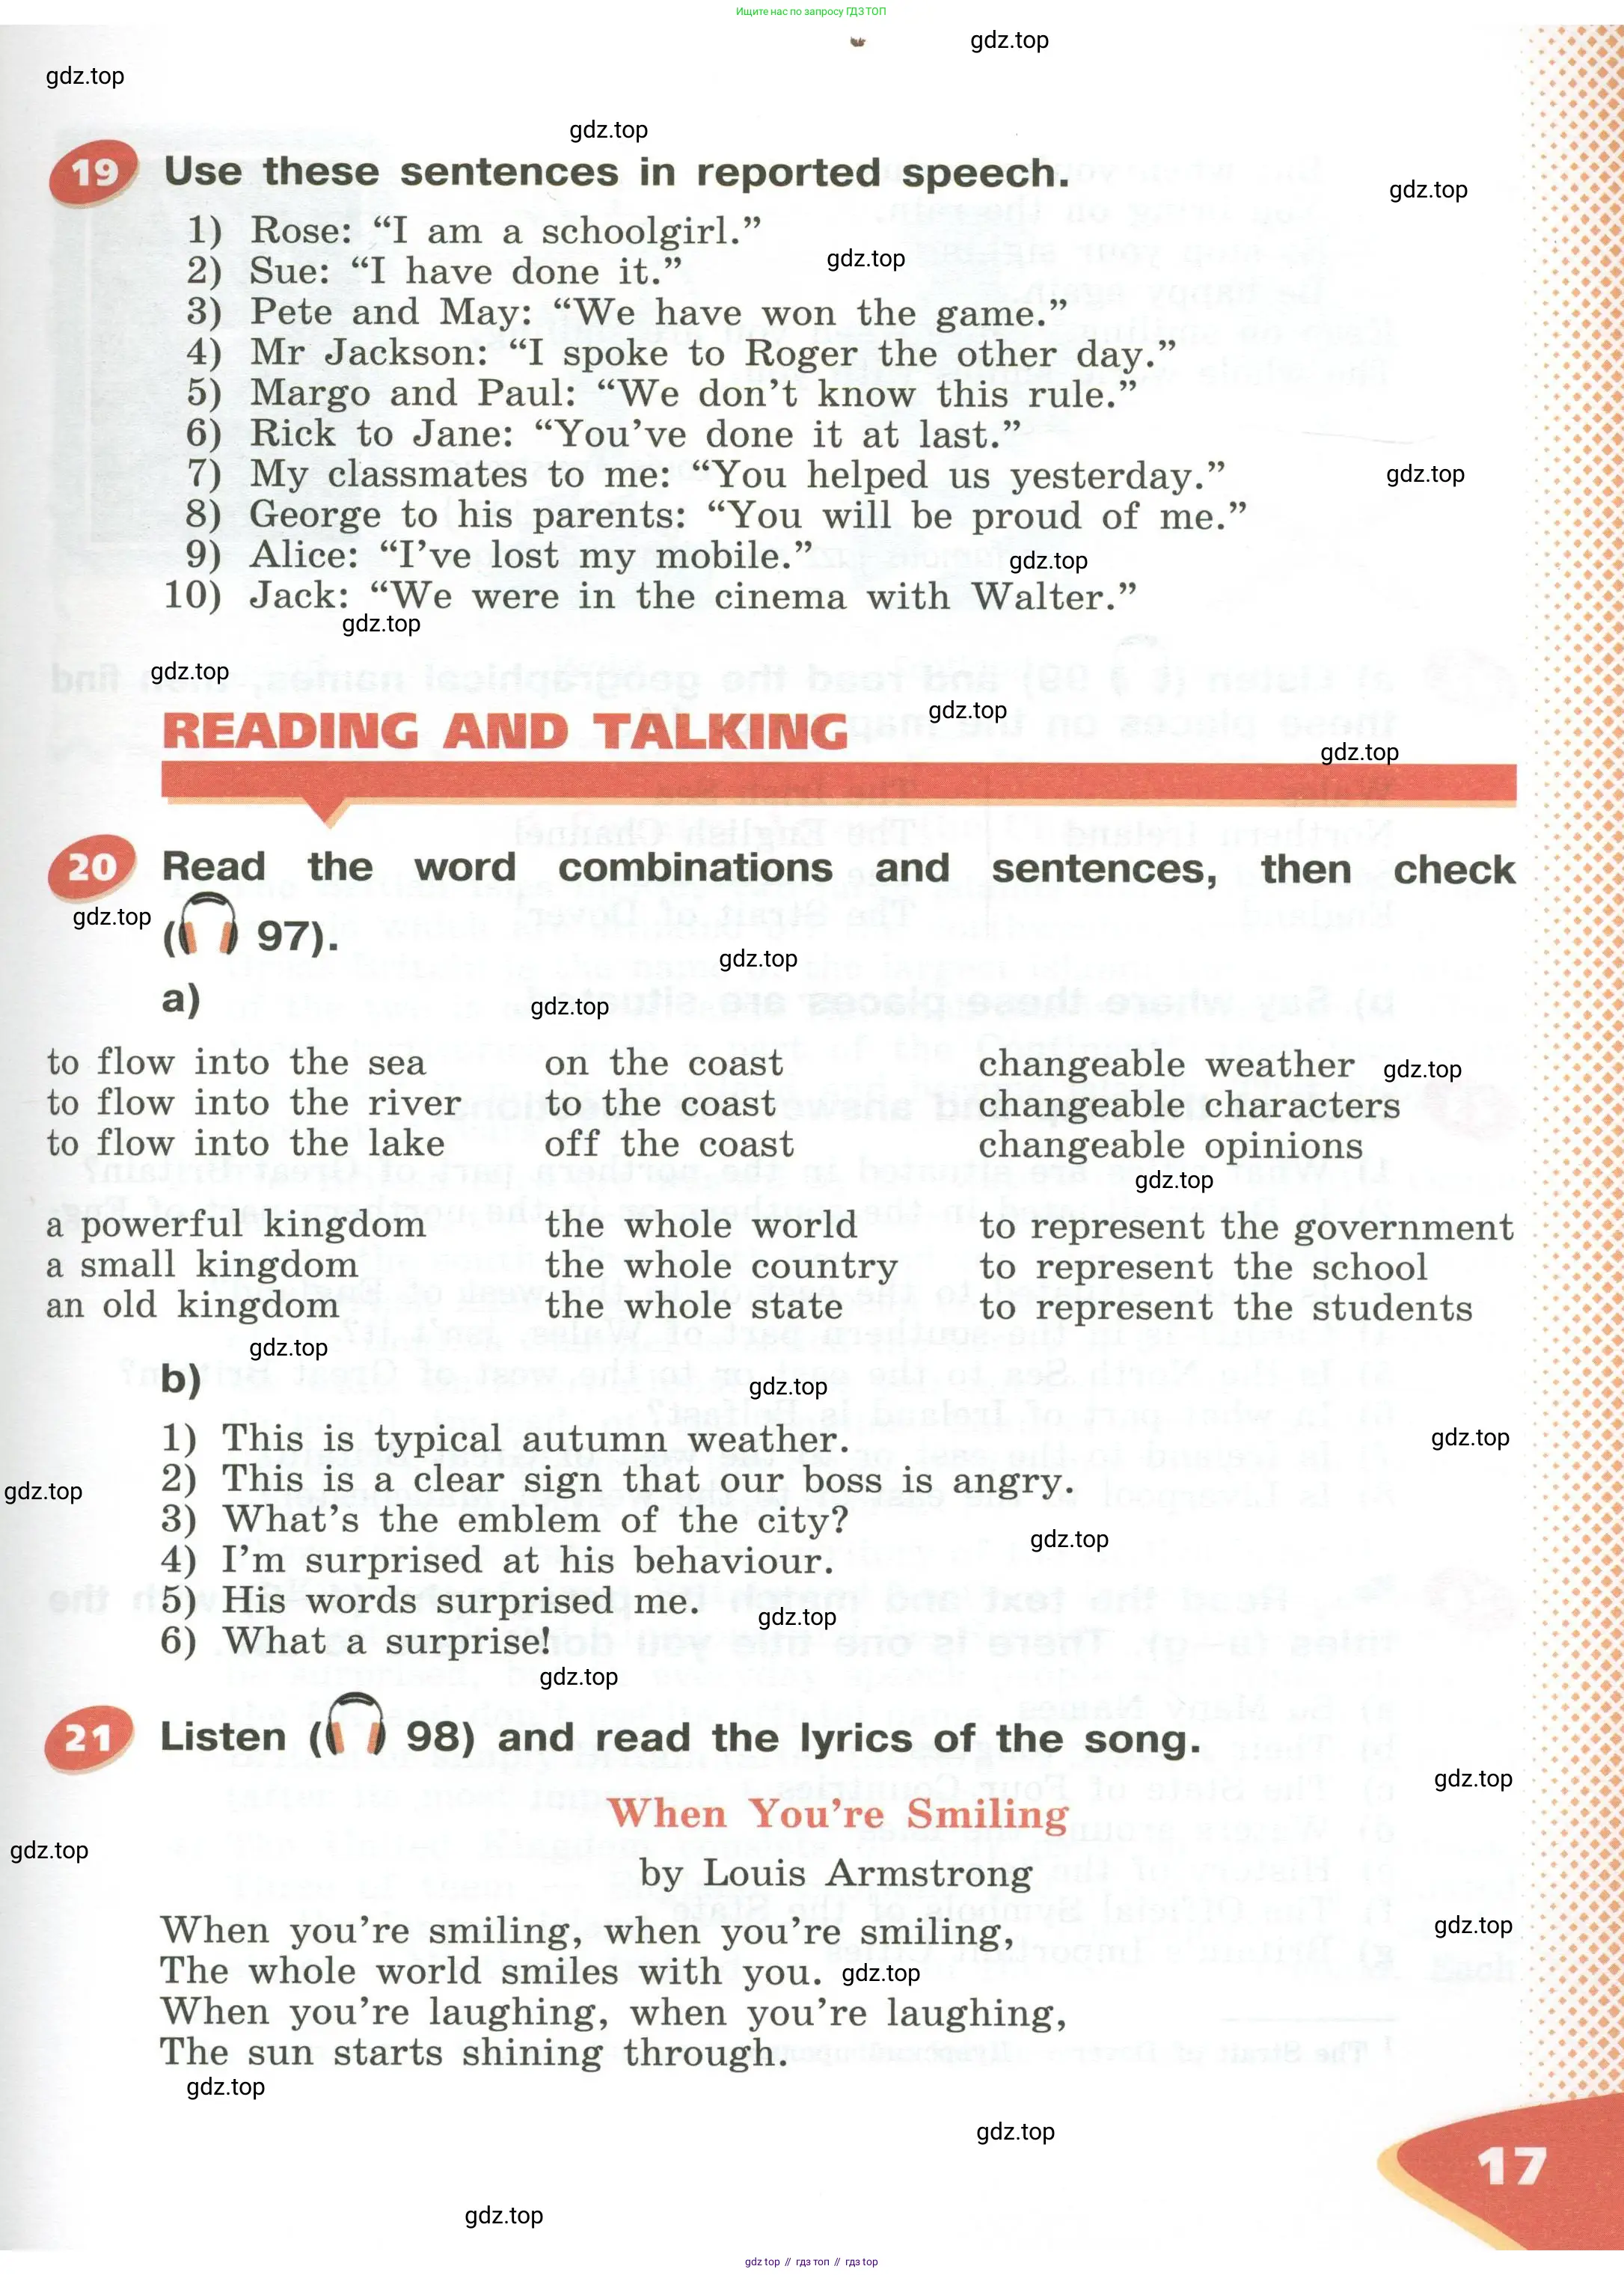 Ищите нас по запросу ГДЗ ТОП
gdz.top
gdz.top
gdz.top
19 Use these sentences in reported speech.
gdz.top
1) Rose: “I am a schoolgirl.”
gdz.top
2) Sue: “I have done it.”
3) Pete and May: “We have won the game.”
4) Mr Jackson: “I spoke to Roger the other day.”
5) Margo and Paul: “We don’t know this rule.”
6) Rick to Jane: “You’ve done it at last.”
7) My classmates to me: “You helped us yesterday.”
gdz.top
8) George to his parents: “You will be proud of me.”
9) Alice: “I’ve lost my mobile.”
gdz.top
10) Jack: “We were in the cinema with Walter.”
gdz.top
gdz.top
gdz.top
READING AND TALKING
gdz.top
20 Read the word combinations and sentences, then check
gdz.top
(97).
gdz.top
a)
gdz.top
to flow into the sea on the coast changeable weather
gdz.top
to flow into the river to the coast changeable characters
to flow into the lake off the coast changeable opinions
gdz.top
a powerful kingdom the whole world to represent the government
a small kingdom the whole country to represent the school
an old kingdom the whole state to represent the students
gdz.top
b)
gdz.top
1) This is typical autumn weather.
gdz.top
2) This is a clear sign that our boss is angry.
gdz.top
3) What’s the emblem of the city?
gdz.top
4) I’m surprised at his behaviour.
5) His words surprised me.
gdz.top
6) What a surprise!
gdz.top
21 Listen (98) and read the lyrics of the song.
gdz.top
When You’re Smiling
gdz.top
by Louis Armstrong
When you’re smiling, when you’re smiling,
gdz.top
The whole world smiles with you.
gdz.top
When you’re laughing, when you’re laughing,
The sun starts shining through.
gdz.top
gdz.top
17
gdz.top
gdz top // гдз топ // гдз top